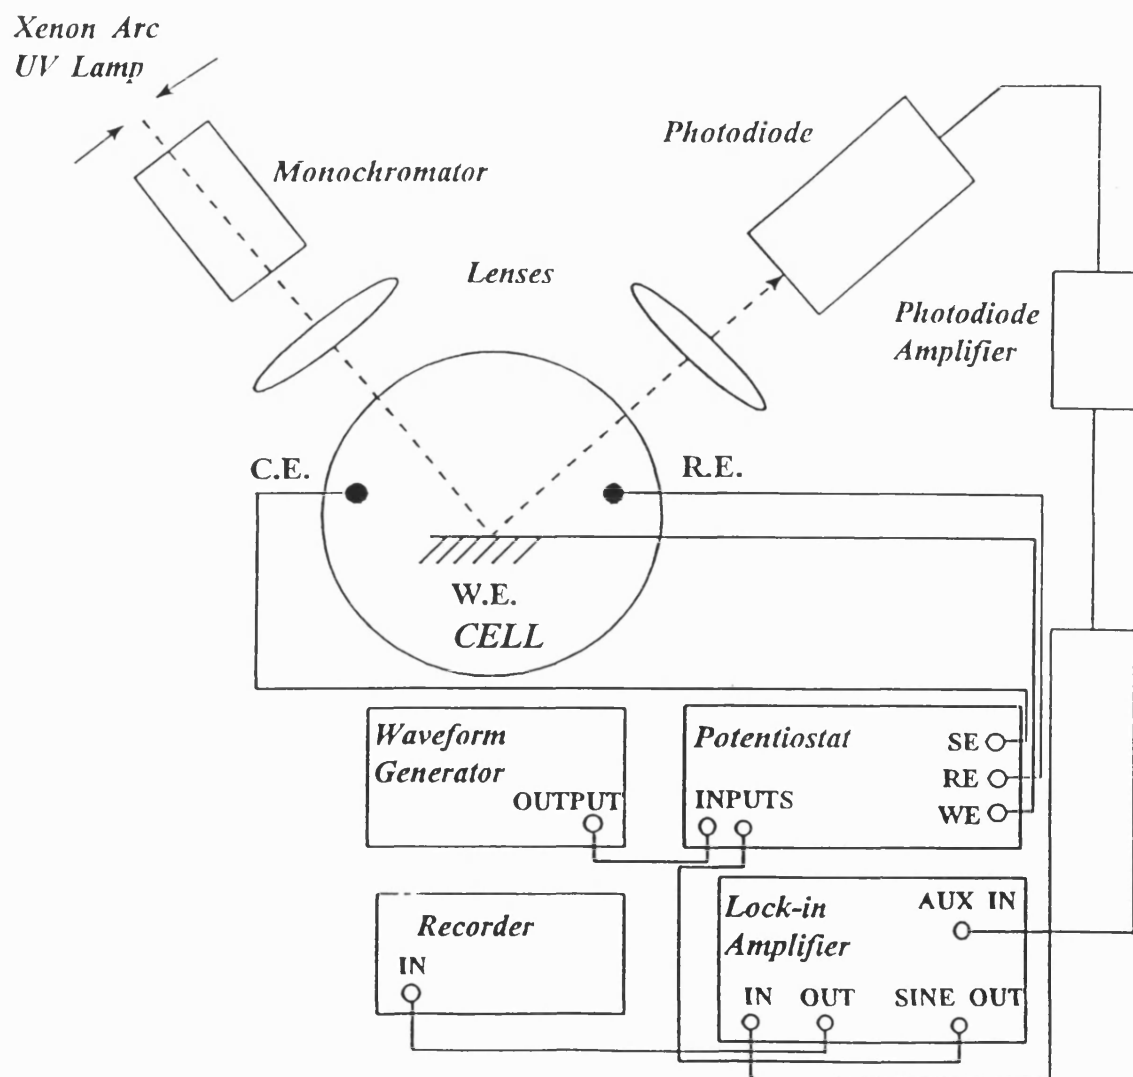 Xenon Arc
UV Lamp
Monochromator
Photodiode
Lenses
Photodiode
Amplifier
C.E.
R.E.
W.E.
CELL
Waveform
Generator
OUTPUT
Potentiostat
SE
RE
WE
INPUTS
Recorder
IN
Lock-in
Amplifier
AUX IN
IN OUT SINE OUT